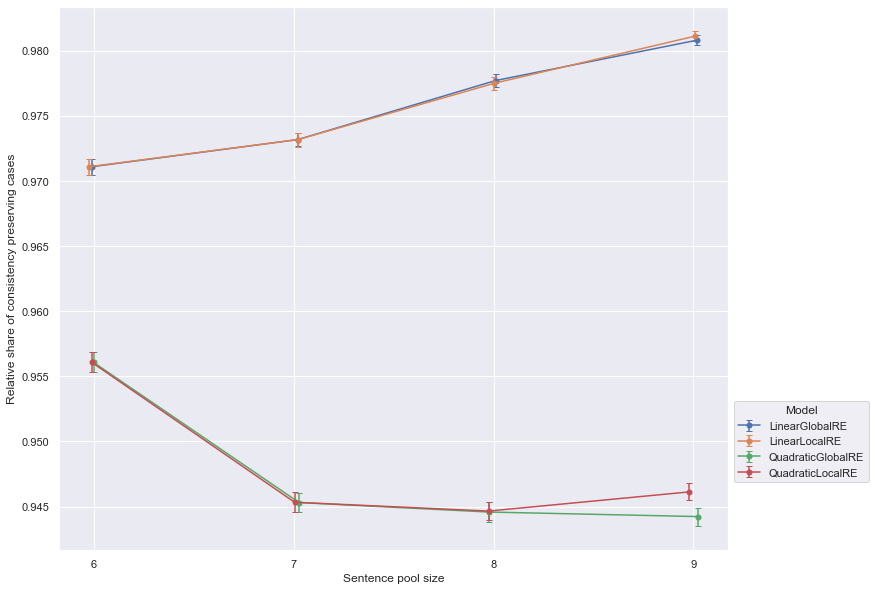 Relative share of consistency preserving cases
0.980
0.975
0.970
0.965
0.960
0.955
0.950
0.945
6
7
8
9
Sentence pool size
Model
LinearGlobalRE
LinearLocalRE
QuadraticGlobalRE
QuadraticLocalRE